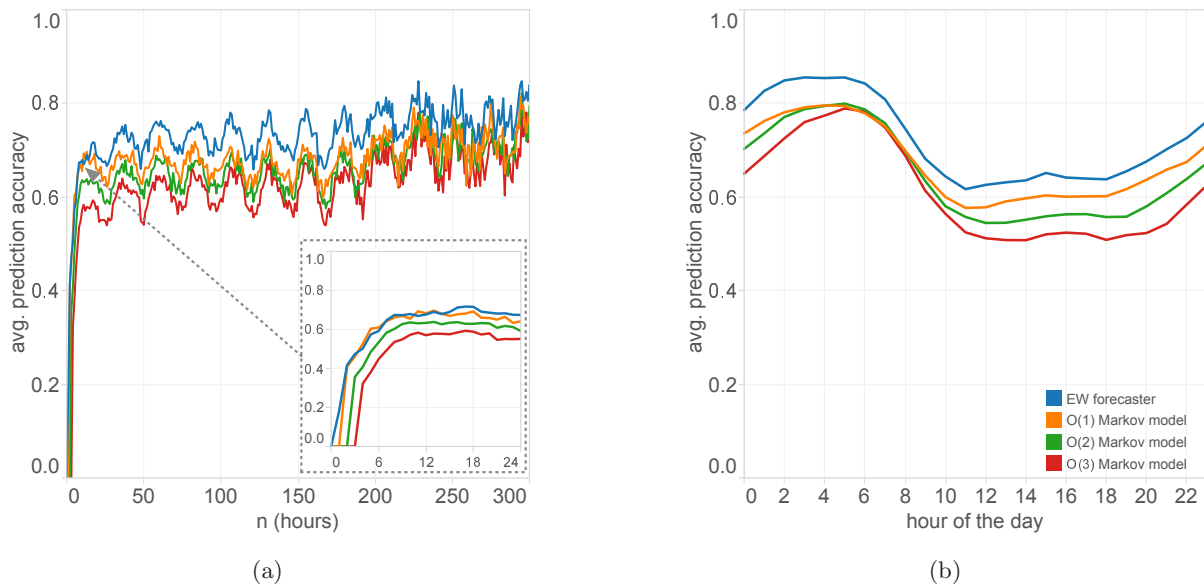 1.0
0.8
0.6
0.4
0.2
0.0
avg. prediction accuracy
0 50 100 150 200 250 300
n (hours)
1.0
0.8
0.6
0.4
0.2
0.0
0 6 12 18 24
(a)
1.0
0.8
0.6
0.4
0.2
0.0
avg. prediction accuracy
EW forecaster
O(1) Markov model
O(2) Markov model
O(3) Markov model
0 2 4 6 8 10 12 14 16 18 20 22
hour of the day
(b)